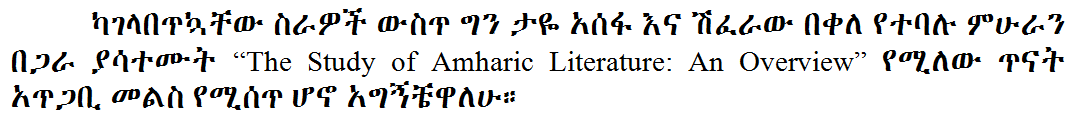 ካገላበጥኳቸው ስራዎች ውስጥ ግን ታዬ አሰፋ እና ሽፈራው በቀለ የተባሉ ምሁራን
በጋራ ያሳተሙት “The Study of Amharic Literature: An Overview” የሚለው ጥናት
አጥጋቢ መልስ የሚሰጥ ሆኖ አግኝቼዋለሁ።